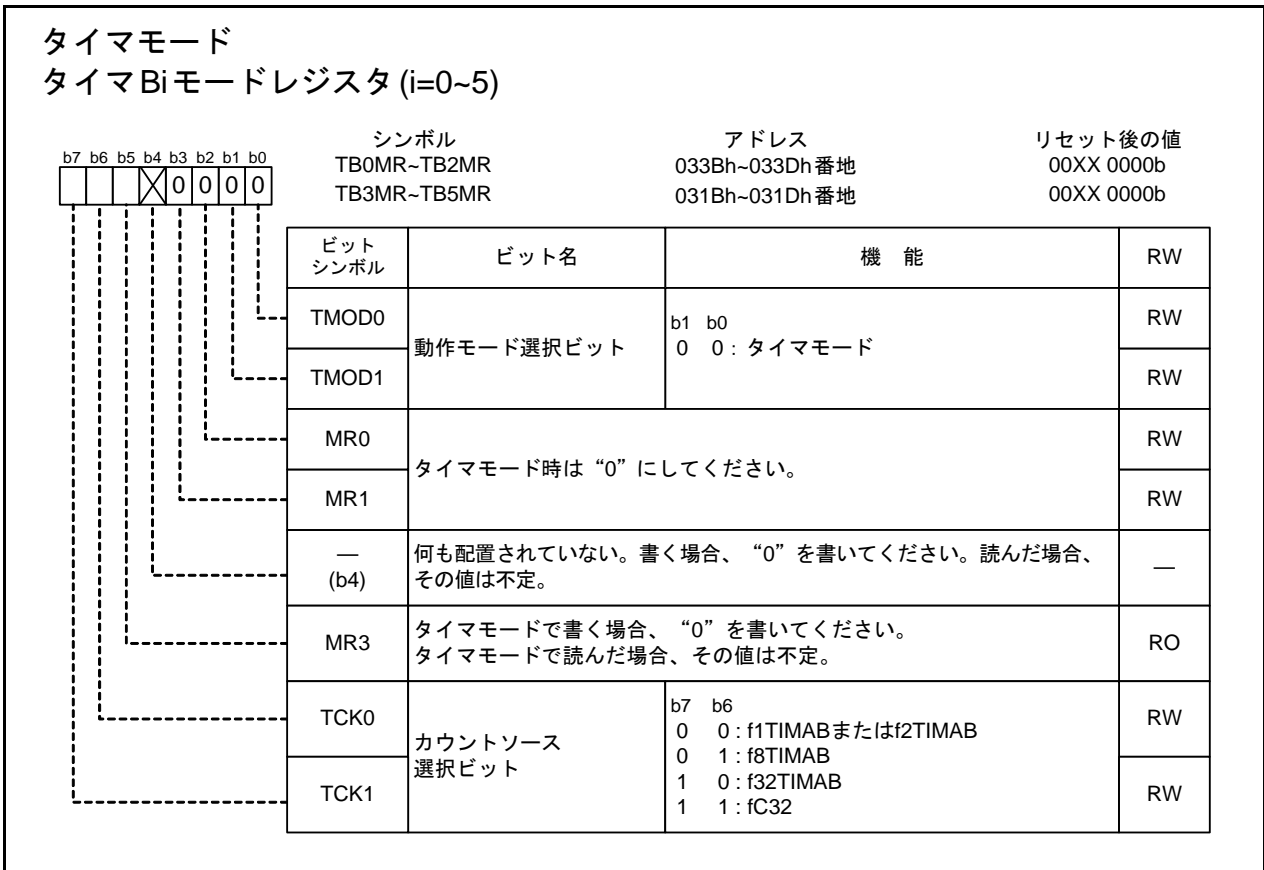 タイマモード
タイマBiモードレジスタ(i=0~5)
シンボル アドレス リセット後の値
b7 b6 b5 b4 b3 b2 b1 b0
TB0MR~TB2MR 033Bh~033Dh番地 00XX 0000b
0 0 0 0
TB3MR~TB5MR 031Bh~031Dh番地 00XX 0000b
ビット
シンボル ビット名 機 能 RW
TMOD0 動作モード選択ビット b1 b0 RW
0 0 : タイマモード
TMOD1 RW
MR0 タイマモード時は“0”にしてください。 RW
MR1 RW
—
(b4) 何も配置されていない。書く場合、“0”を書いてください。読んだ場合、
その値は不定。 —
MR3 タイマモードで書く場合、“0”を書いてください。
タイマモードで読んだ場合、その値は不定。 RO
TCK0 カウントソース
選択ビット b7 b6 RW
0 0 : f1TIMABまたはf2TIMAB
0 1 : f8TIMAB
1 0 : f32TIMAB
1 1 : fC32
TCK1 RW